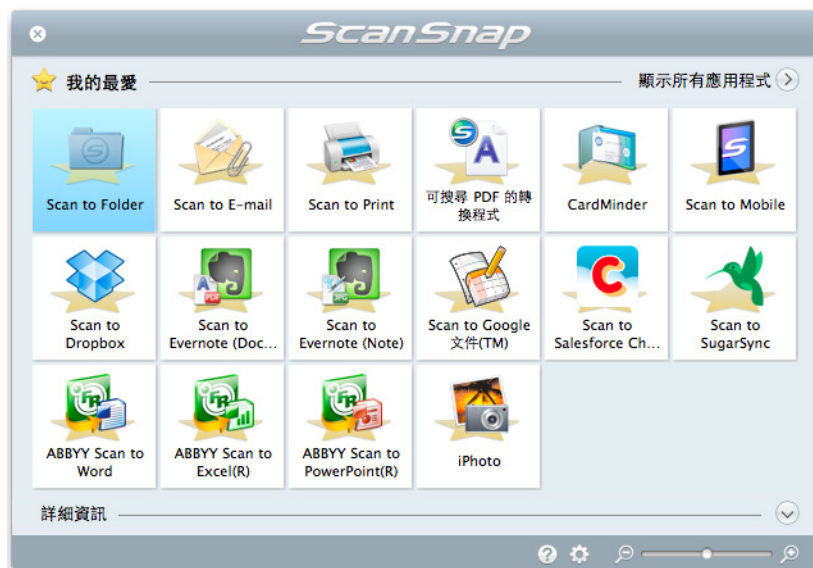 ScanSnap
我的最愛
顯示所有應用程式
Scan to Folder
Scan to E-mail
Scan to Print
可搜尋 PDF 的轉
換程式
CardMinder
Scan to Mobile
Scan to
Dropbox
Scan to
Evernote (Doc...
Scan to
Evernote (Note)
Scan to Google
文件(TM)
Scan to
Salesforce Ch...
Scan to
SugarSync
ABBYY Scan to
Word
ABBYY Scan to
Excel(R)
ABBYY Scan to
PowerPoint(R)
iPhoto
詳細資訊